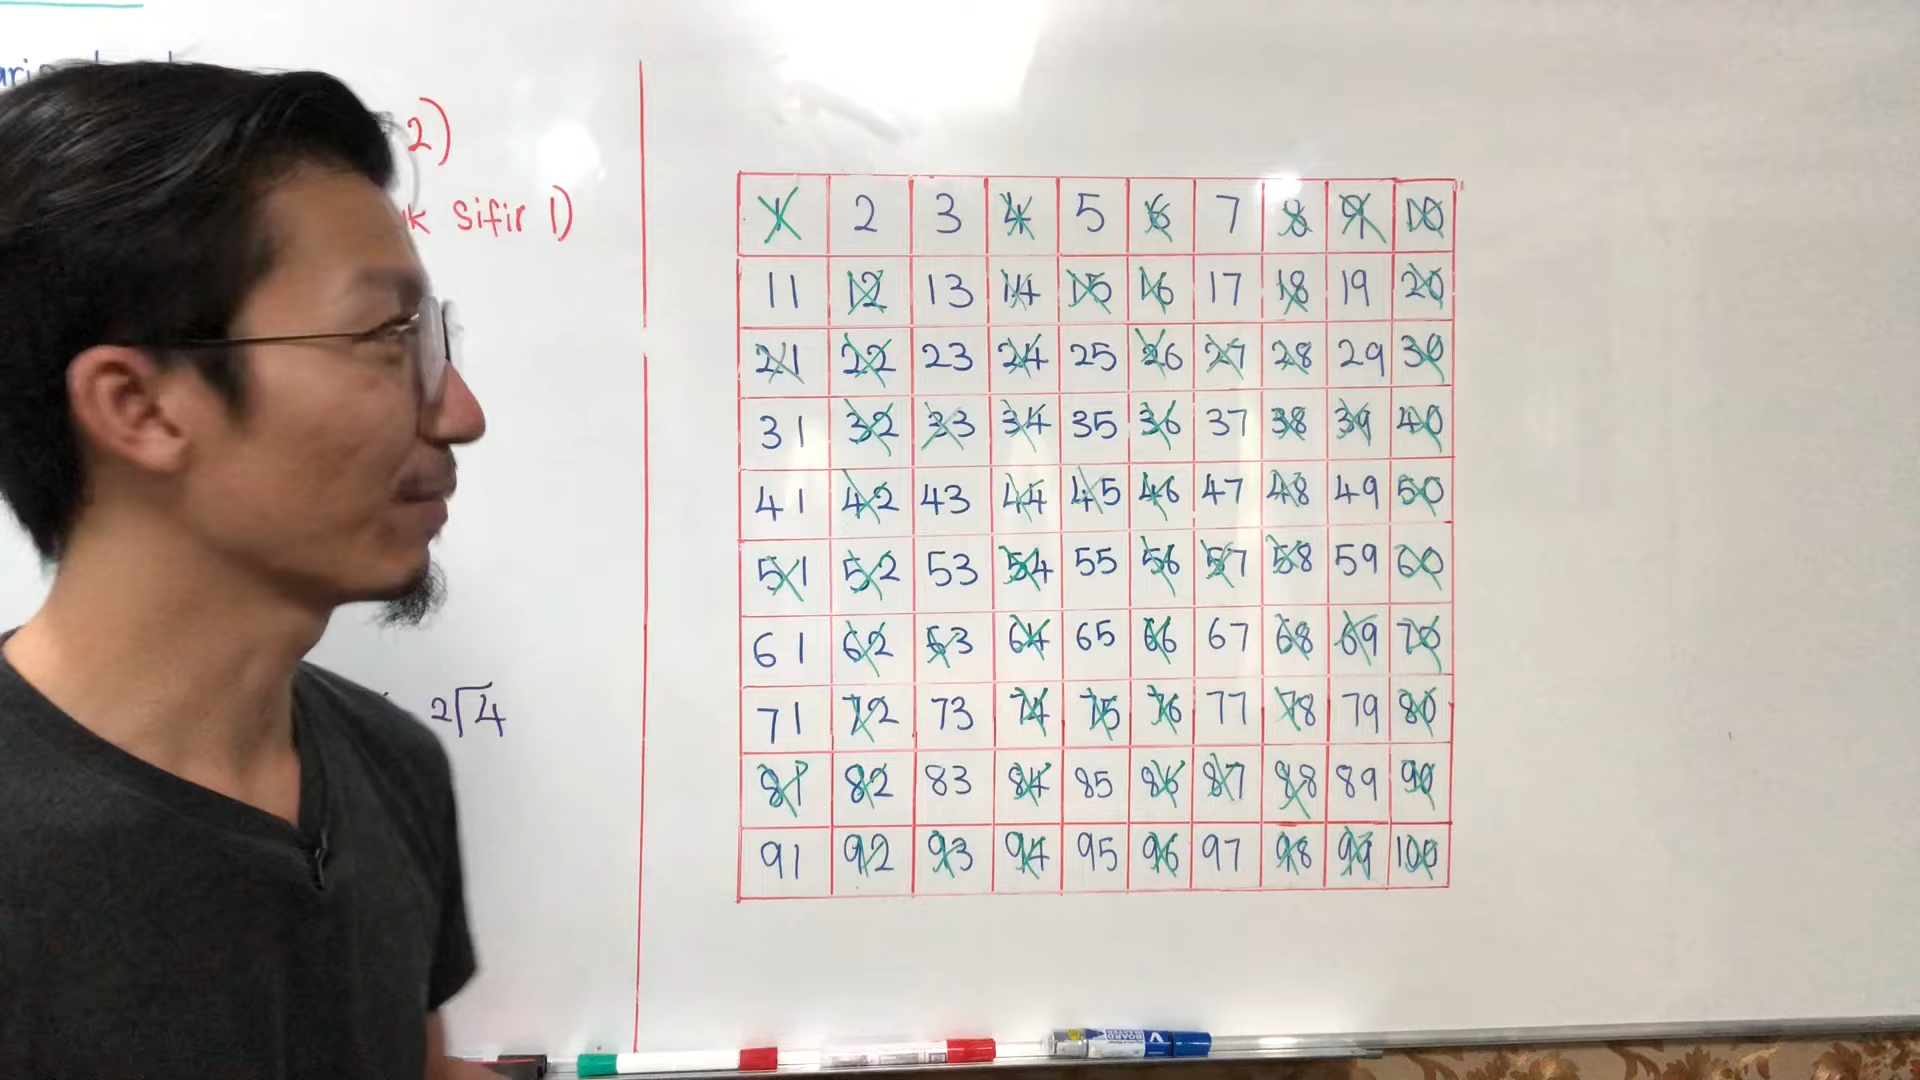 2)
sifir 1)
2√4
1 2 3 4 5 6 7 8 9 10
11 12 13 14 15 16 17 18 19 20
21 22 23 24 25 26 27 28 29 30
31 32 33 34 35 36 37 38 39 40
41 42 43 44 45 46 47 48 49 50
51 52 53 54 55 56 57 58 59 60
61 62 63 64 65 66 67 68 69 70
71 72 73 74 75 76 77 78 79 80
81 82 83 84 85 86 87 88 89 90
91 92 93 94 95 96 97 98 99 100